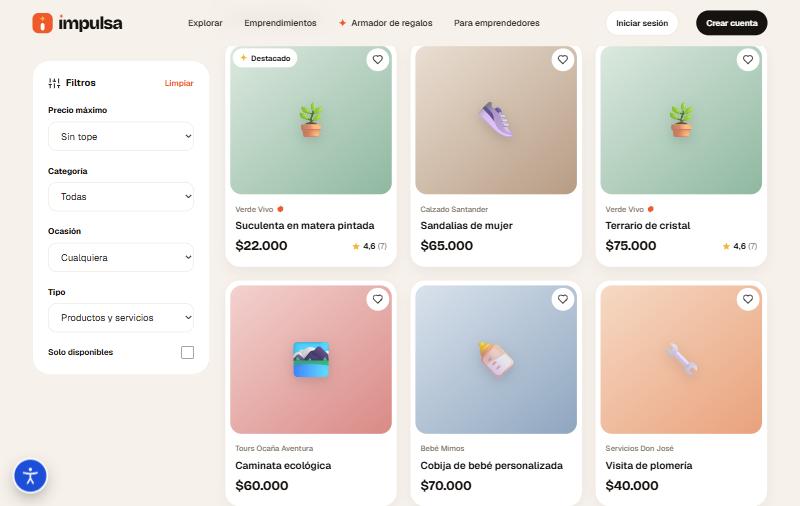 impulsa
Explorar
Emprendimientos
Armador de regalos
Para emprendedores
Iniciar sesión
Crear cuenta
Filtros
Limpiar
Precio máximo
Sin tope
Categoría
Todas
Ocasión
Cualquiera
Tipo
Productos y servicios
Solo disponibles
Destacado
Verde Vivo
Suculenta en matera pintada
$22.000
4,6 (7)
Calzado Santander
Sandalias de mujer
$65.000
Verde Vivo
Terrario de cristal
$75.000
4,6 (7)
Tours Ocaña Aventura
Caminata ecológica
$60.000
Bebé Mimos
Cobija de bebé personalizada
$70.000
Servicios Don José
Visita de plomería
$40.000